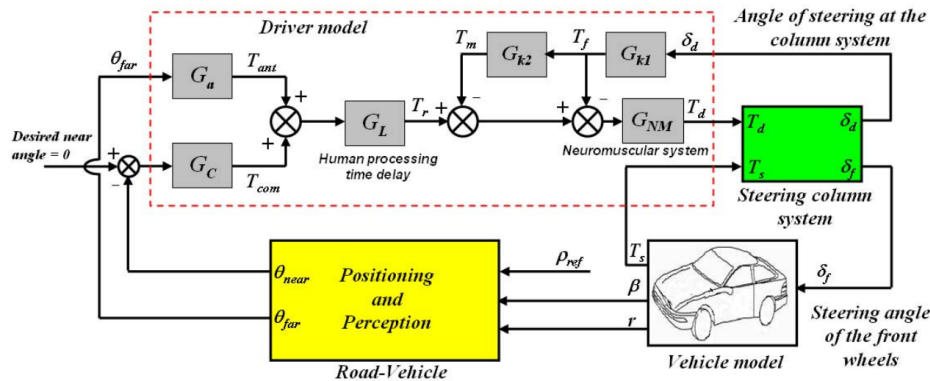 Driver model
Angle of steering at the
column system
θfar
Ga
Tant
Tm
Gk2
Tf
Gk1
δd
+
−
−
Desired near
angle = 0
+
−
GC
Tcom
+
GL
Tr
+
+
GNM
Td
Human processing
time delay
Neuromuscular system
Td
δd
Ts
δf
Steering column
system
θnear
θfar
Positioning
and
Perception
ρref
β
r
Ts
δf
Road-Vehicle
Vehicle model
Steering angle
of the front
wheels